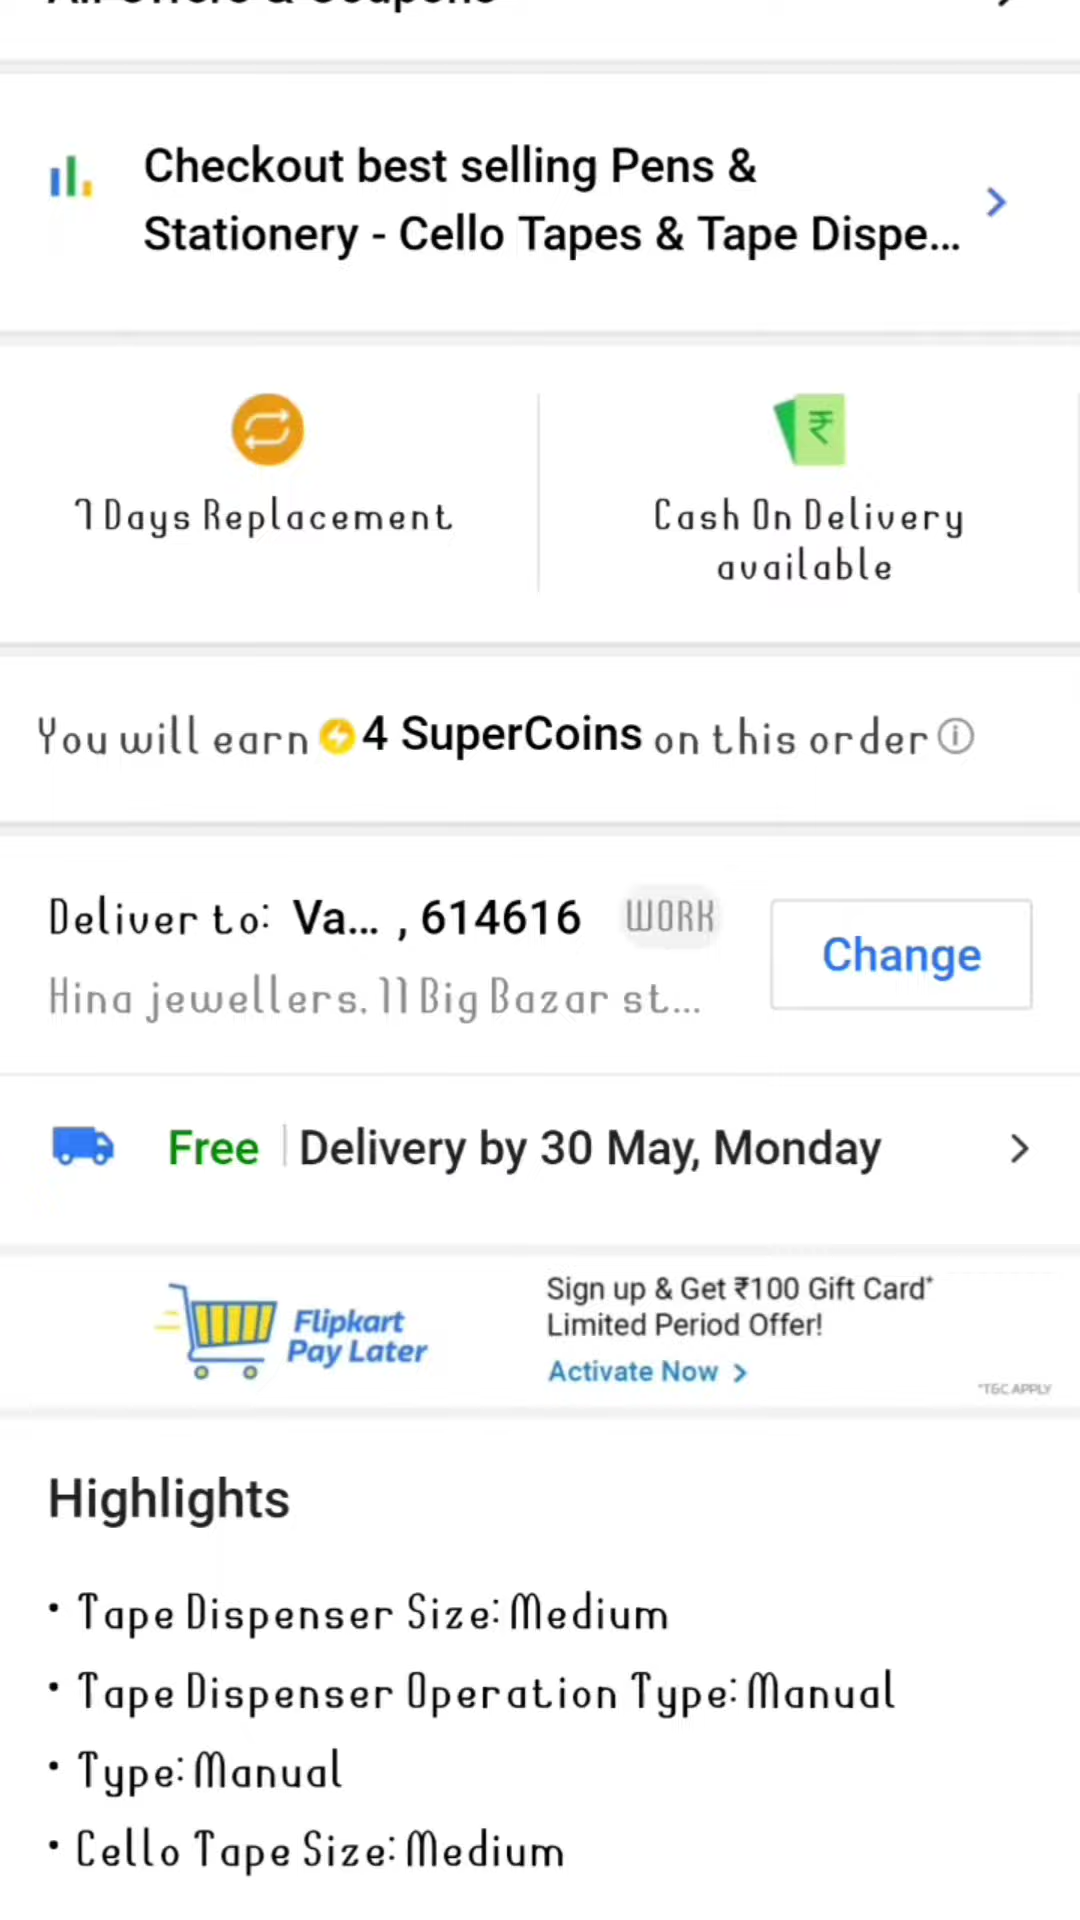 All Offers & Coupons
Checkout best selling Pens &
Stationery - Cello Tapes & Tape Dispe...
7 Days Replacement
Cash On Delivery
available
You will earn 4 SuperCoins on this order
Deliver to: Va... , 614616 WORK
Change
Hina jewellers, 11 Big Bazar st...
Free Delivery by 30 May, Monday
Flipkart
Pay Later
Sign up & Get ₹100 Gift Card*
Limited Period Offer!
Activate Now
*T&C APPLY
Highlights
• Tape Dispenser Size: Medium
• Tape Dispenser Operation Type: Manual
• Type: Manual
• Cello Tape Size: Medium